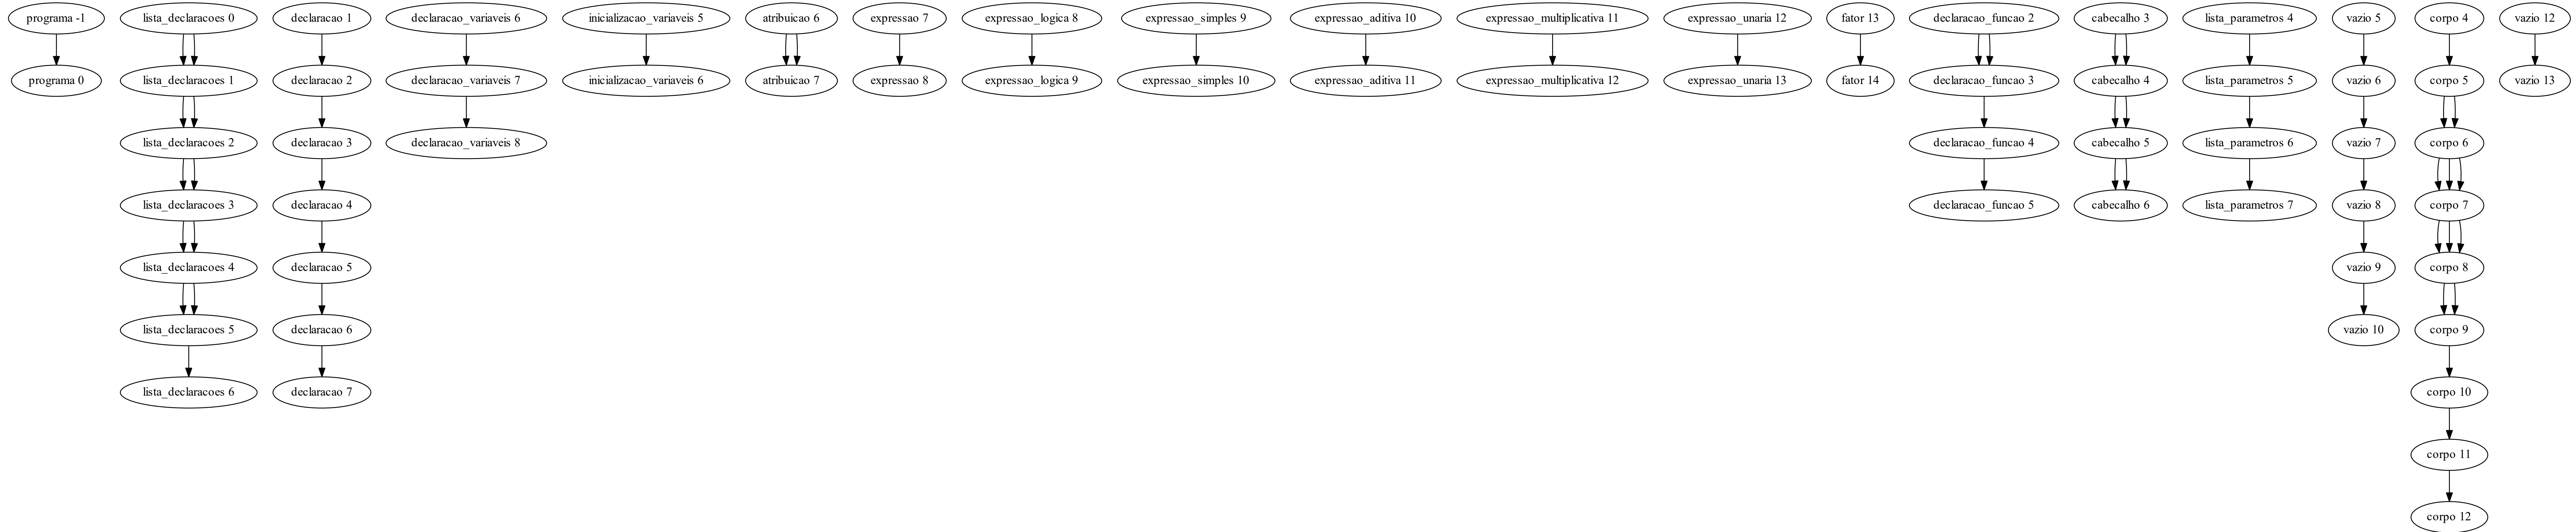 programa -1
lista_declaracoes 0
declaracao 1
declaracao_variaveis 6
inicializacao_variaveis 5
atribuicao 6
expressao 7
expressao_logica 8
expressao_simples 9
expressao_aditiva 10
expressao_multiplicativa 11
expressao_unaria 12
fator 13
declaracao_funcao 2
cabecalho 3
lista_parametros 4
vazio 5
corpo 4
vazio 12
programa 0
lista_declaracoes 1
declaracao 2
declaracao_variaveis 7
inicializacao_variaveis 6
atribuicao 7
expressao 8
expressao_logica 9
expressao_simples 10
expressao_aditiva 11
expressao_multiplicativa 12
expressao_unaria 13
fator 14
declaracao_funcao 3
cabecalho 4
lista_parametros 5
vazio 6
corpo 5
vazio 13
lista_declaracoes 2
declaracao 3
declaracao_variaveis 8
declaracao_funcao 4
cabecalho 5
lista_parametros 6
vazio 7
corpo 6
lista_declaracoes 3
declaracao 4
declaracao_funcao 5
cabecalho 6
lista_parametros 7
vazio 8
corpo 7
lista_declaracoes 4
declaracao 5
vazio 9
corpo 8
lista_declaracoes 5
declaracao 6
vazio 10
corpo 9
lista_declaracoes 6
declaracao 7
corpo 10
corpo 11
corpo 12